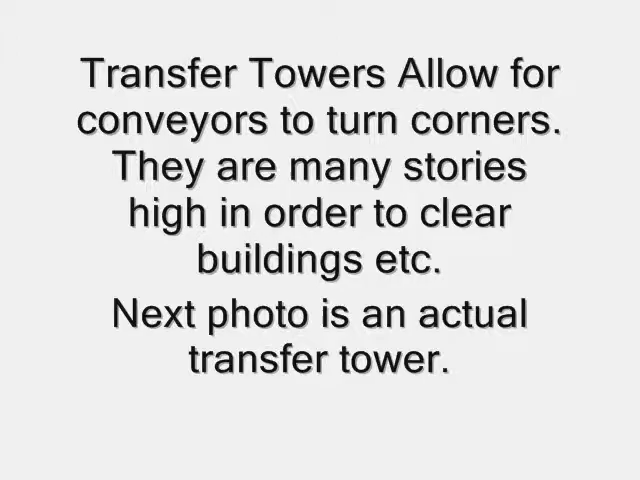 Transfer Towers Allow for
conveyors to turn corners.
They are many stories
high in order to clear
buildings etc.
Next photo is an actual
transfer tower.